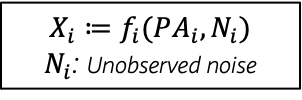 Xᵢ ≔ fᵢ(PAᵢ, Nᵢ)
Nᵢ: Unobserved noise